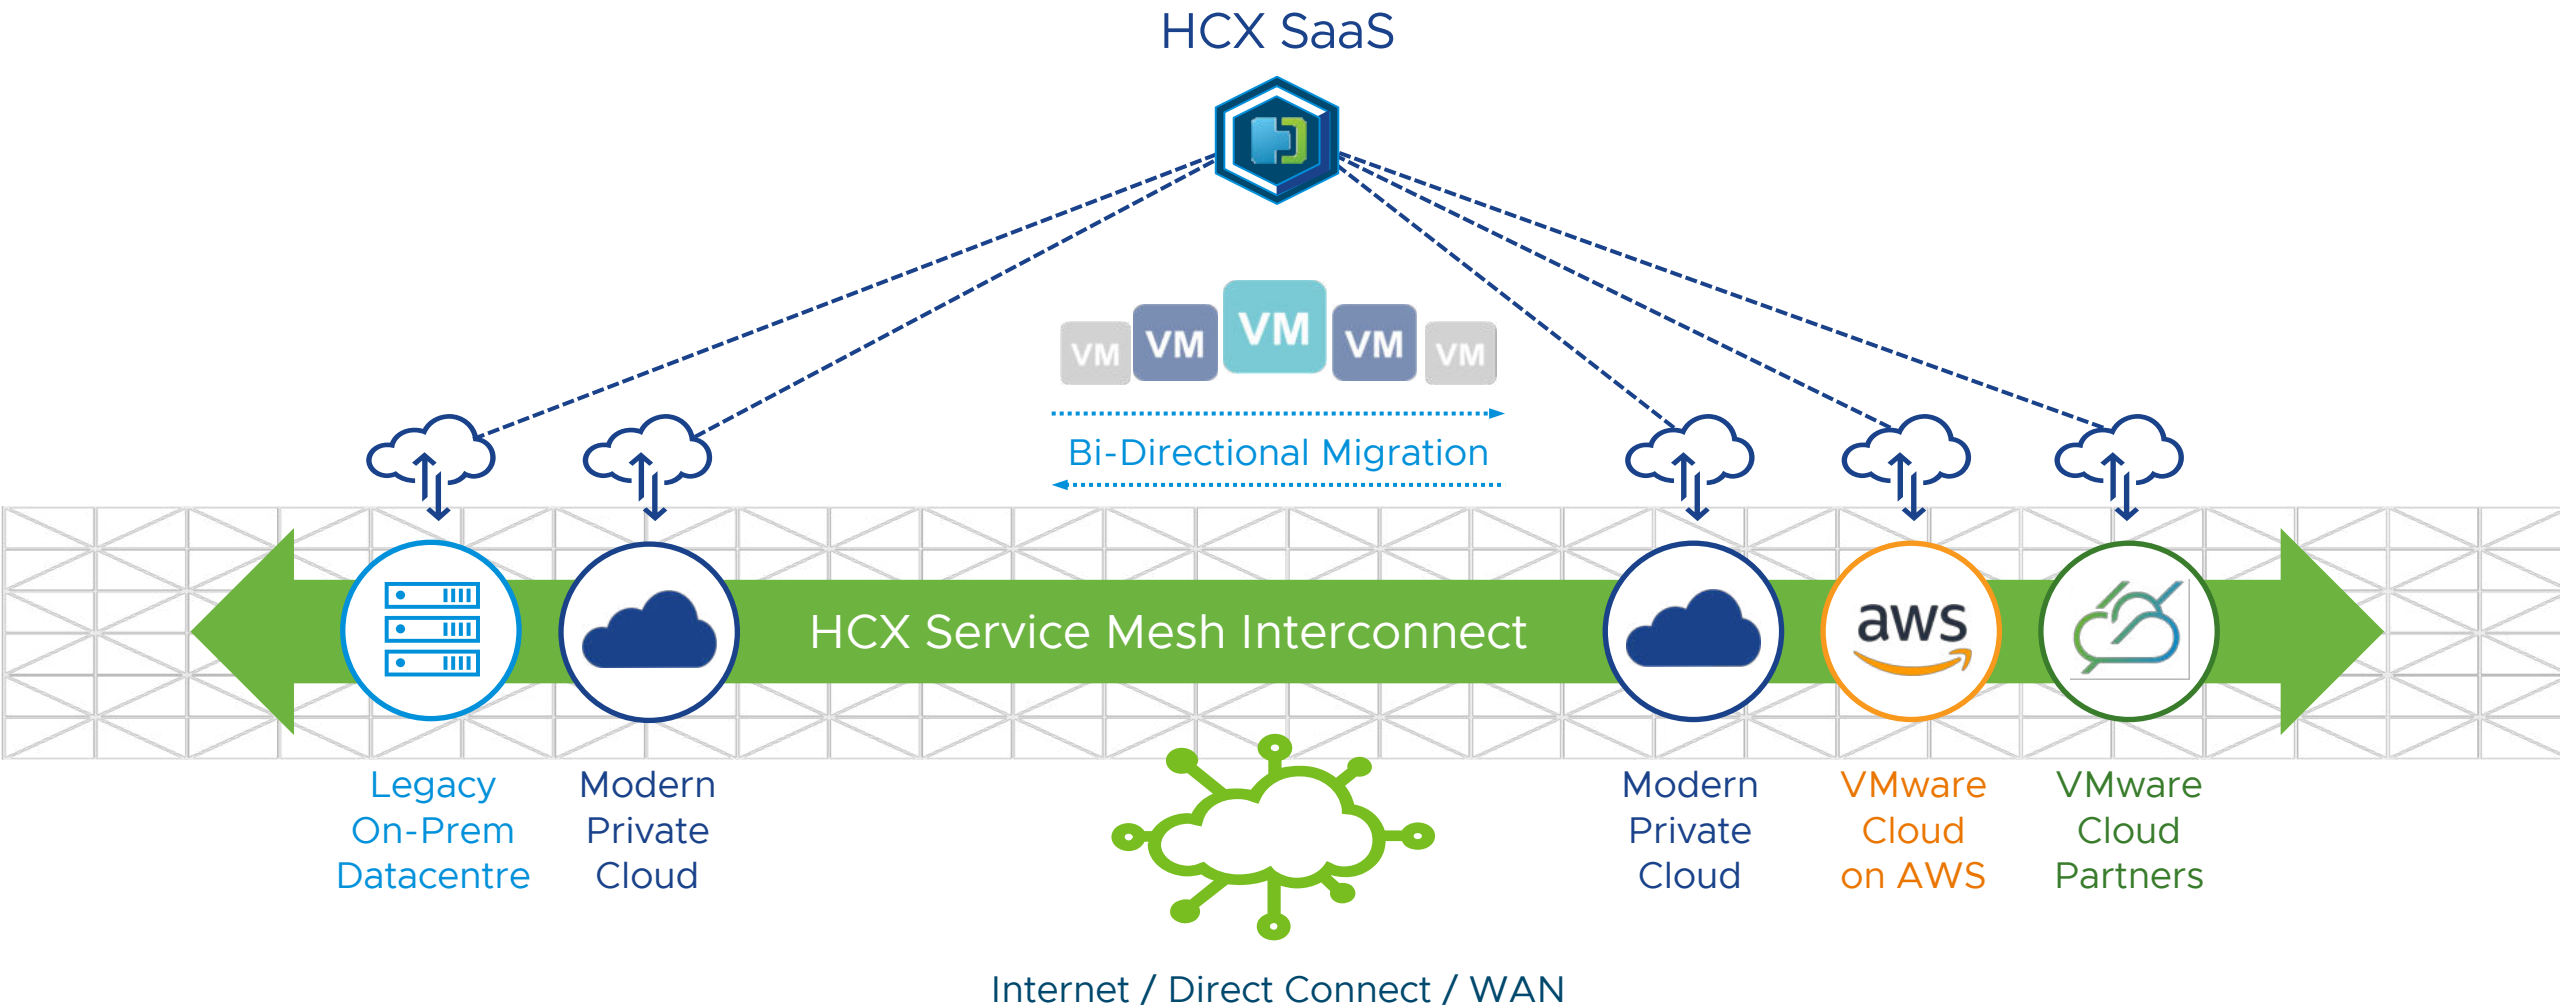 HCX SaaS
VM VM VM VM VM
Bi-Directional Migration
HCX Service Mesh Interconnect
aws
Legacy
On-Prem
Datacentre
Modern
Private
Cloud
Modern
Private
Cloud
VMware
Cloud
on AWS
VMware
Cloud
Partners
Internet / Direct Connect / WAN